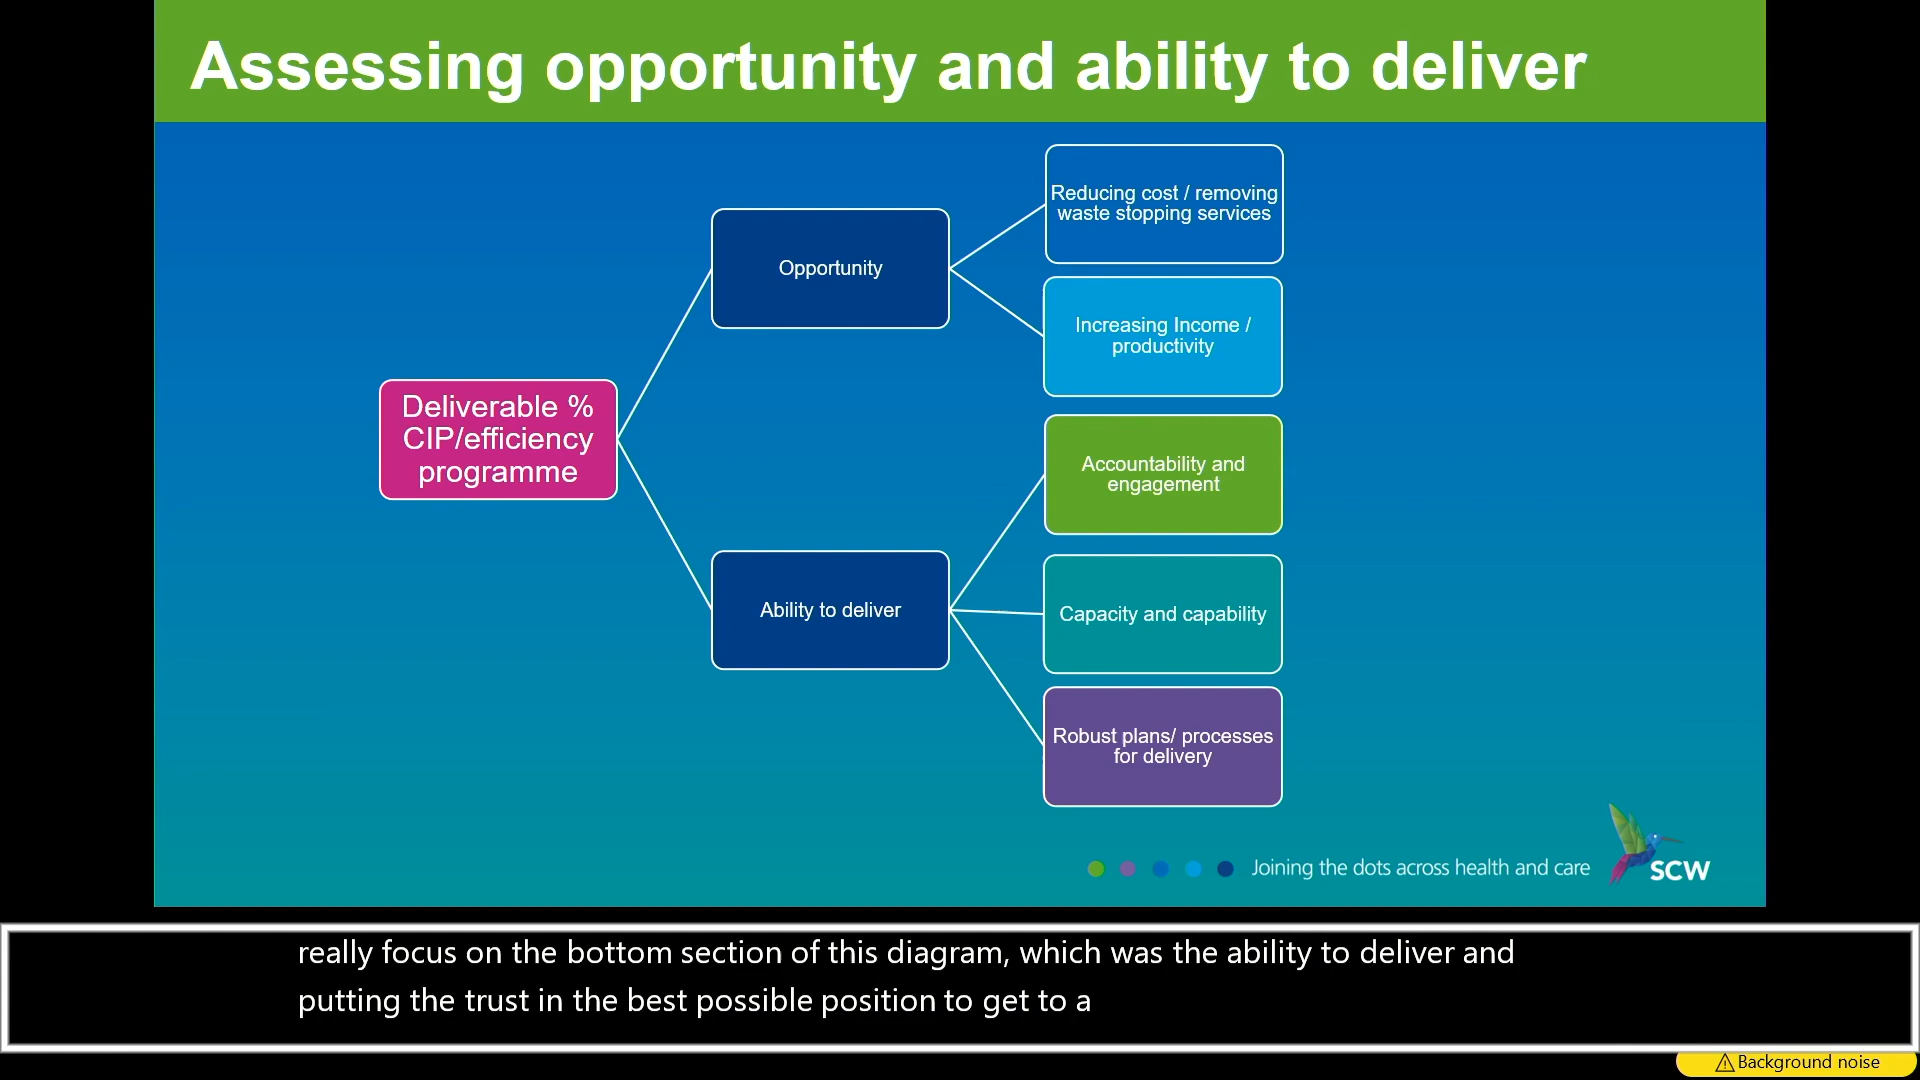 Assessing opportunity and ability to deliver
Reducing cost / removing
waste stopping services
Opportunity
Increasing Income /
productivity
Deliverable %
CIP/efficiency
programme
Accountability and
engagement
Ability to deliver
Capacity and capability
Robust plans/ processes
for delivery
Joining the dots across health and care
SCW
really focus on the bottom section of this diagram, which was the ability to deliver and
putting the trust in the best possible position to get to a
Background noise